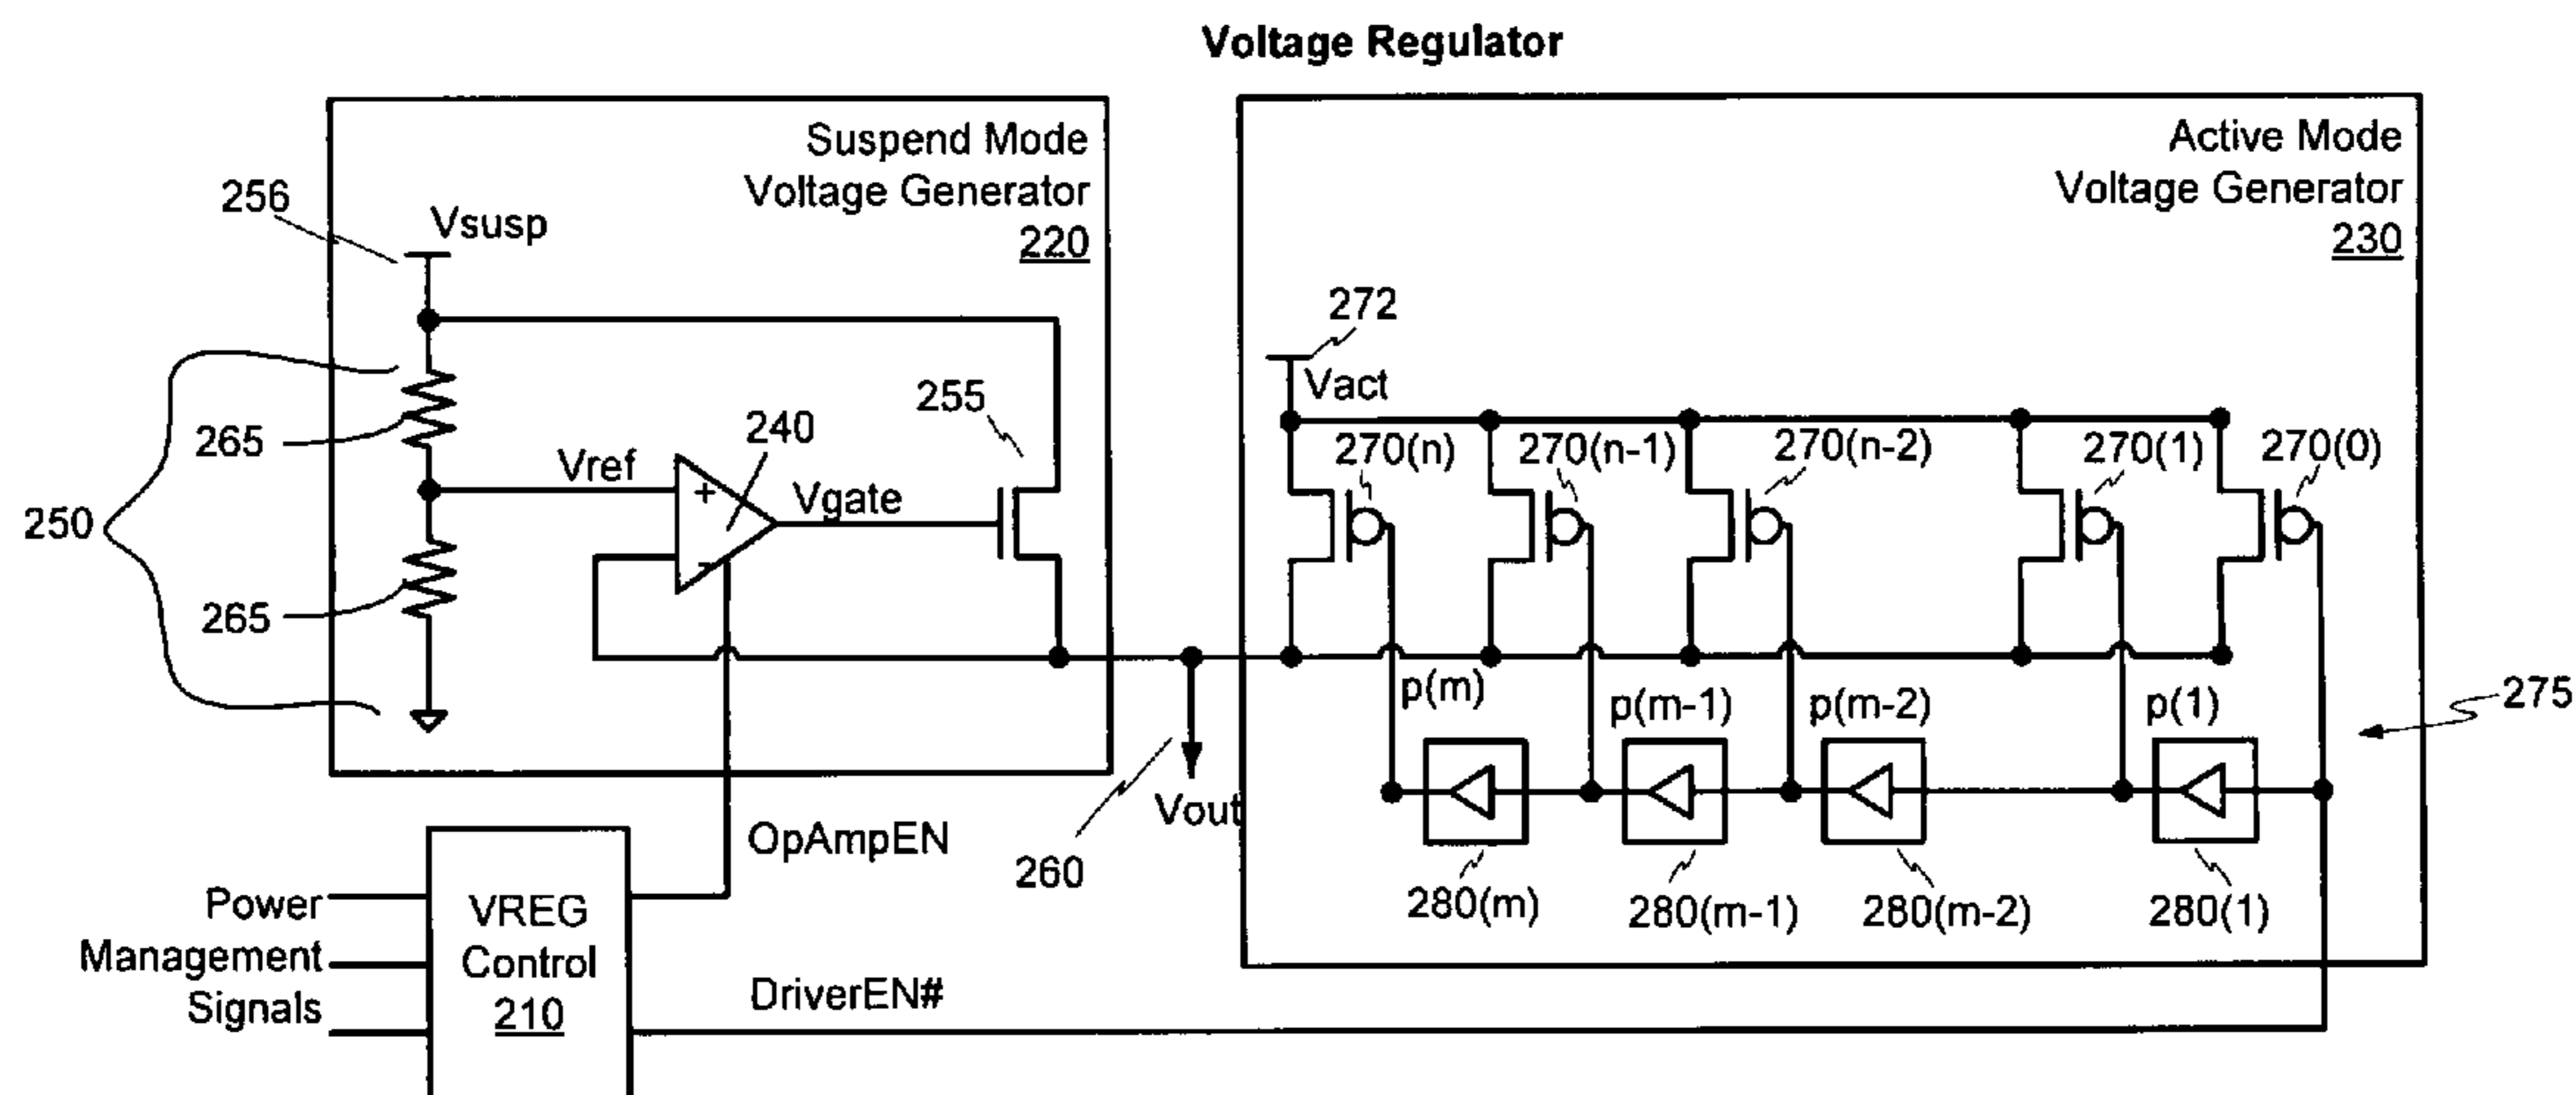 Voltage Regulator
Suspend Mode
Voltage Generator
220
256
Vsusp
250
265
265
Vref
+
-
240
Vgate
255
Active Mode
Voltage Generator
230
272
Vact
270(n)
270(n-1)
270(n-2)
270(1)
270(0)
p(m)
p(m-1)
p(m-2)
p(1)
275
280(m)
280(m-1)
280(m-2)
280(1)
Vout
260
OpAmpEN
Power
Management
Signals
VREG
Control
210
DriverEN#